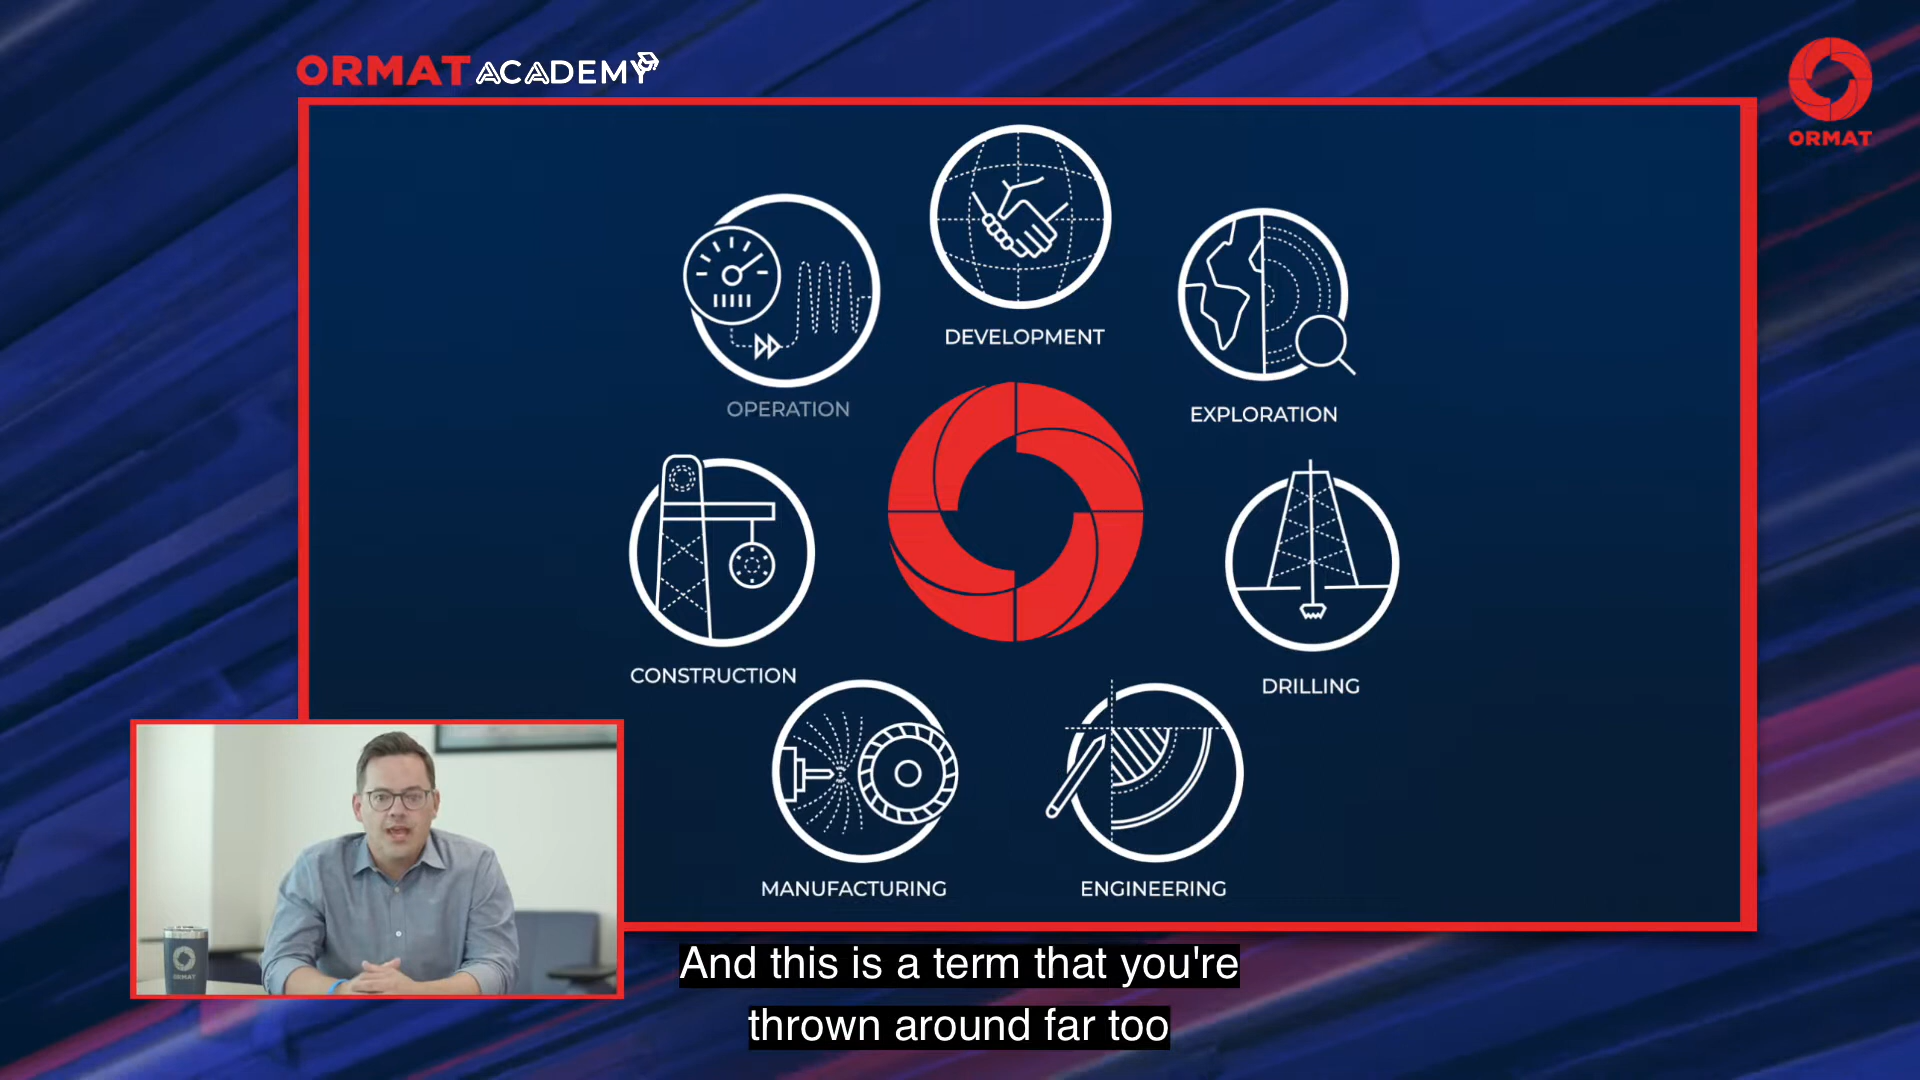 ORMAT ACADEMY
ORMAT
DEVELOPMENT
OPERATION
EXPLORATION
CONSTRUCTION
DRILLING
MANUFACTURING
ENGINEERING
ORMAT
And this is a term that you're
thrown around far too